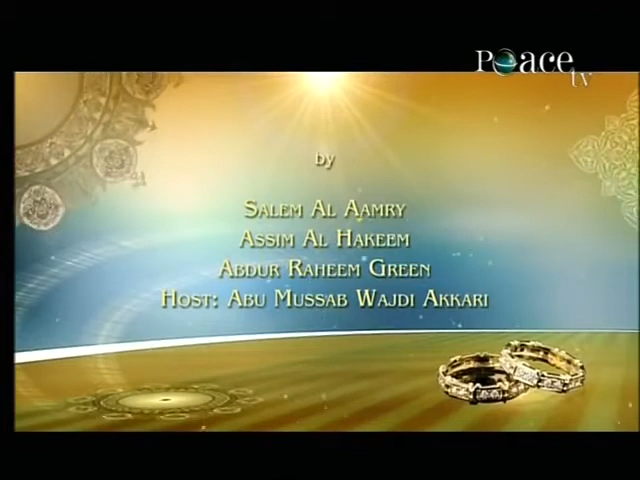 Peace tv
by
Salem Al Aamry
Assim Al Hakeem
Abdur Raheem Green
Host: Abu Mussab Wajdi Akkari